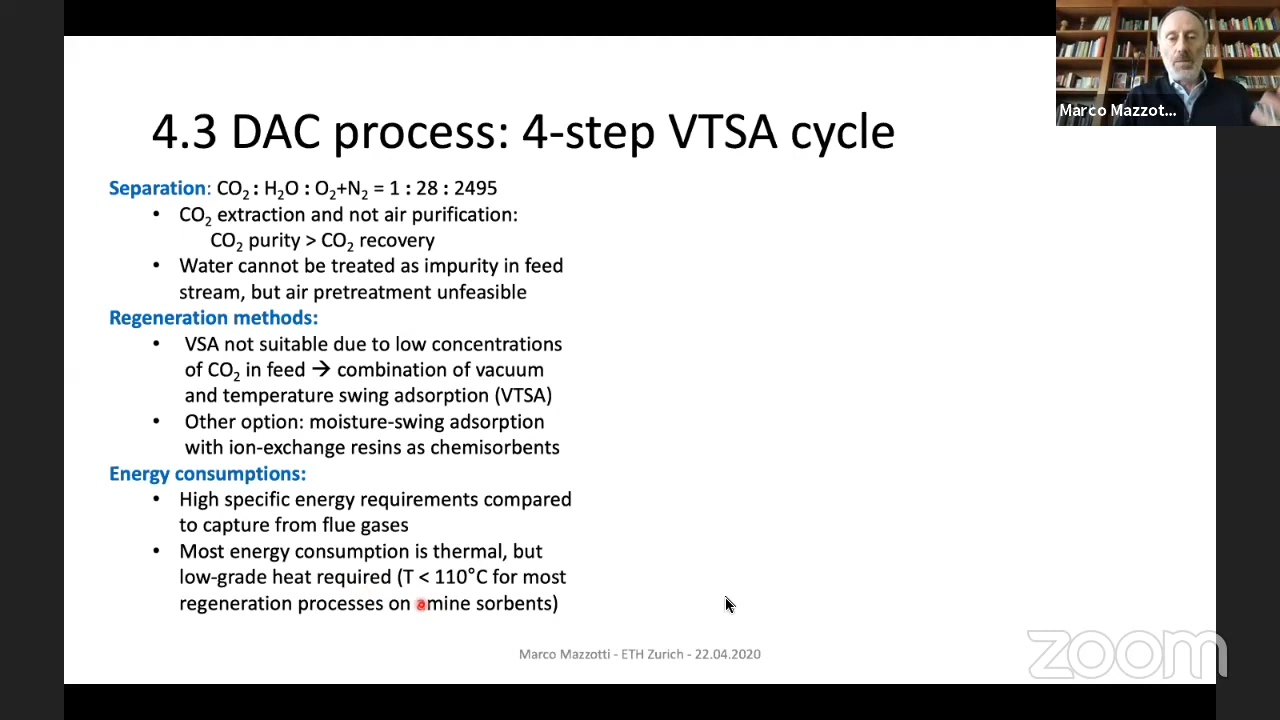 Marco Mazzot...
4.3 DAC process: 4-step VTSA cycle
Separation: CO₂ : H₂O : O₂+N₂ = 1 : 28 : 2495
• CO₂ extraction and not air purification:
CO₂ purity > CO₂ recovery
• Water cannot be treated as impurity in feed
stream, but air pretreatment unfeasible
Regeneration methods:
• VSA not suitable due to low concentrations
of CO₂ in feed → combination of vacuum
and temperature swing adsorption (VTSA)
• Other option: moisture-swing adsorption
with ion-exchange resins as chemisorbents
Energy consumptions:
• High specific energy requirements compared
to capture from flue gases
• Most energy consumption is thermal, but
low-grade heat required (T < 110°C for most
regeneration processes on amine sorbents)
Marco Mazzotti - ETH Zurich - 22.04.2020
zoom